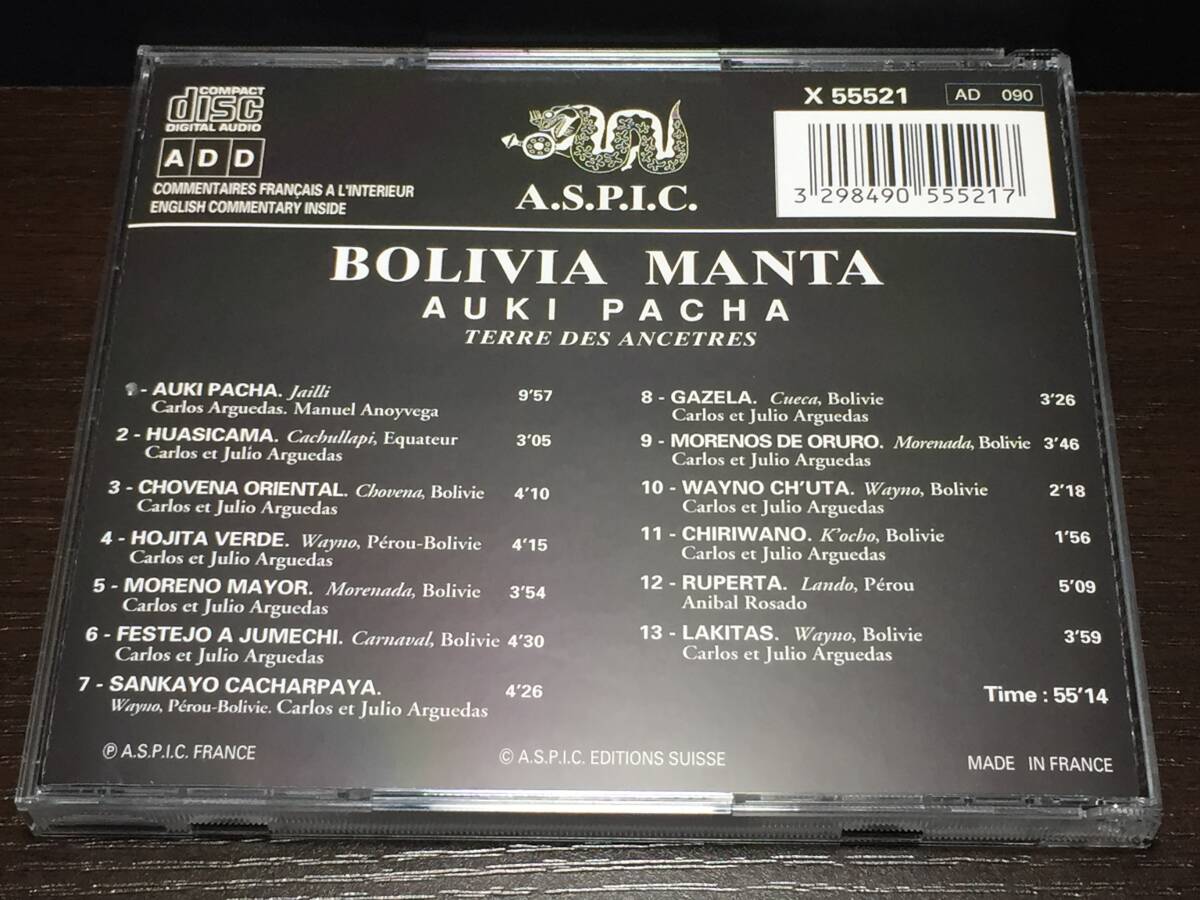 COMPACT
disc
DIGITAL AUDIO
ADD
COMMENTAIRES FRANÇAIS A L'INTERIEUR
ENGLISH COMMENTARY INSIDE
A.S.P.I.C.
X 55521
AD 090
3 298490 555217
BOLIVIA MANTA
AUKI PACHA
TERRE DES ANCETRES
- AUKI PACHA. Jailli 9'57
Carlos Arguedas. Manuel Anoyvega
2 - HUASICAMA. Cachullapi, Equateur 3'05
Carlos et Julio Arguedas
3 - CHOVENA ORIENTAL. Chovena, Bolivie 4'10
Carlos et Julio Arguedas
4 - HOJITA VERDE. Wayno, Pérou-Bolivie 4'15
Carlos et Julio Arguedas
5 - MORENO MAYOR. Morenada, Bolivie 3'54
Carlos et Julio Arguedas
6 - FESTEJO A JUMECHI. Carnaval, Bolivie 4'30
Carlos et Julio Arguedas
7 - SANKAYO CACHARPAYA. 4'26
Wayno, Pérou-Bolivie. Carlos et Julio Arguedas
8 - GAZELA. Cueca, Bolivie 3'26
Carlos et Julio Arguedas
9 - MORENOS DE ORURO. Morenada, Bolivie 3'46
Carlos et Julio Arguedas
10 - WAYNO CH'UTA. Wayno, Bolivie 2'18
Carlos et Julio Arguedas
11 - CHIRIWANO. K'ocho, Bolivie 1'56
Carlos et Julio Arguedas
12 - RUPERTA. Lando, Pérou 5'09
Anibal Rosado
13 - LAKITAS. Wayno, Bolivie 3'59
Carlos et Julio Arguedas
Time : 55'14
℗ A.S.P.I.C. FRANCE
© A.S.P.I.C. EDITIONS SUISSE
MADE IN FRANCE